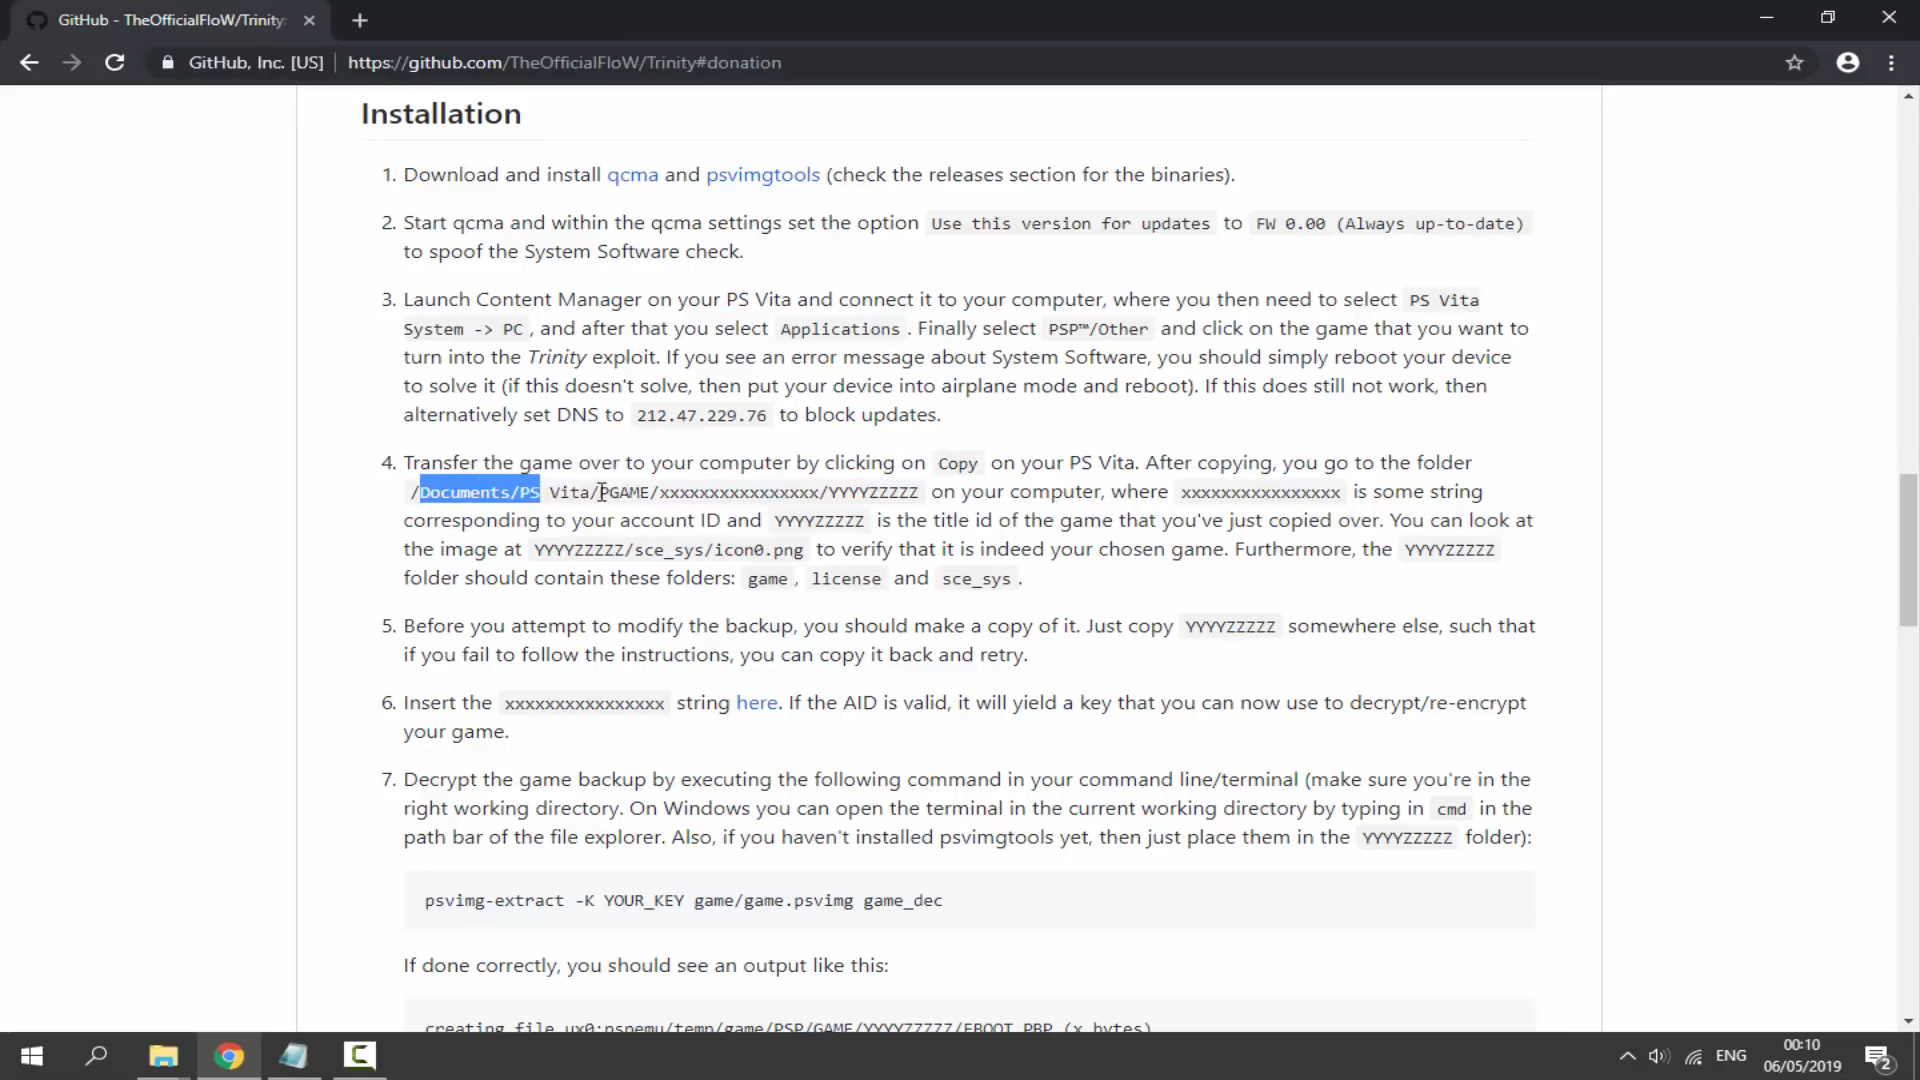 GitHub - TheOfficialFloW/Trinity:
GitHub, Inc. [US] | https://github.com/TheOfficialFloW/Trinity#donation
Installation
1. Download and install qcma and psvimgtools (check the releases section for the binaries).
2. Start qcma and within the qcma settings set the option Use this version for updates to FW 0.00 (Always up-to-date)
to spoof the System Software check.
3. Launch Content Manager on your PS Vita and connect it to your computer, where you then need to select PS Vita
System -> PC , and after that you select Applications . Finally select PSP™/Other and click on the game that you want to
turn into the Trinity exploit. If you see an error message about System Software, you should simply reboot your device
to solve it (if this doesn't solve, then put your device into airplane mode and reboot). If this does still not work, then
alternatively set DNS to 212.47.229.76 to block updates.
4. Transfer the game over to your computer by clicking on Copy on your PS Vita. After copying, you go to the folder
/Documents/PS Vita/PGAME/xxxxxxxxxxxxxxxx/YYYYZZZZZ on your computer, where xxxxxxxxxxxxxxxx is some string
corresponding to your account ID and YYYYZZZZZ is the title id of the game that you've just copied over. You can look at
the image at YYYYZZZZZ/sce_sys/icon0.png to verify that it is indeed your chosen game. Furthermore, the YYYYZZZZZ
folder should contain these folders: game , license and sce_sys .
5. Before you attempt to modify the backup, you should make a copy of it. Just copy YYYYZZZZZ somewhere else, such that
if you fail to follow the instructions, you can copy it back and retry.
6. Insert the xxxxxxxxxxxxxxxx string here. If the AID is valid, it will yield a key that you can now use to decrypt/re-encrypt
your game.
7. Decrypt the game backup by executing the following command in your command line/terminal (make sure you're in the
right working directory. On Windows you can open the terminal in the current working directory by typing in cmd in the
path bar of the file explorer. Also, if you haven't installed psvimgtools yet, then just place them in the YYYYZZZZZ folder):
psvimg-extract -K YOUR_KEY game/game.psvimg game_dec
If done correctly, you should see an output like this:
creating file ux0:pspemu/temp/game/PSP/GAME/YYYYZZZZZ/EBOOT.PBP (x bytes)
ENG
00:10
06/05/2019
2